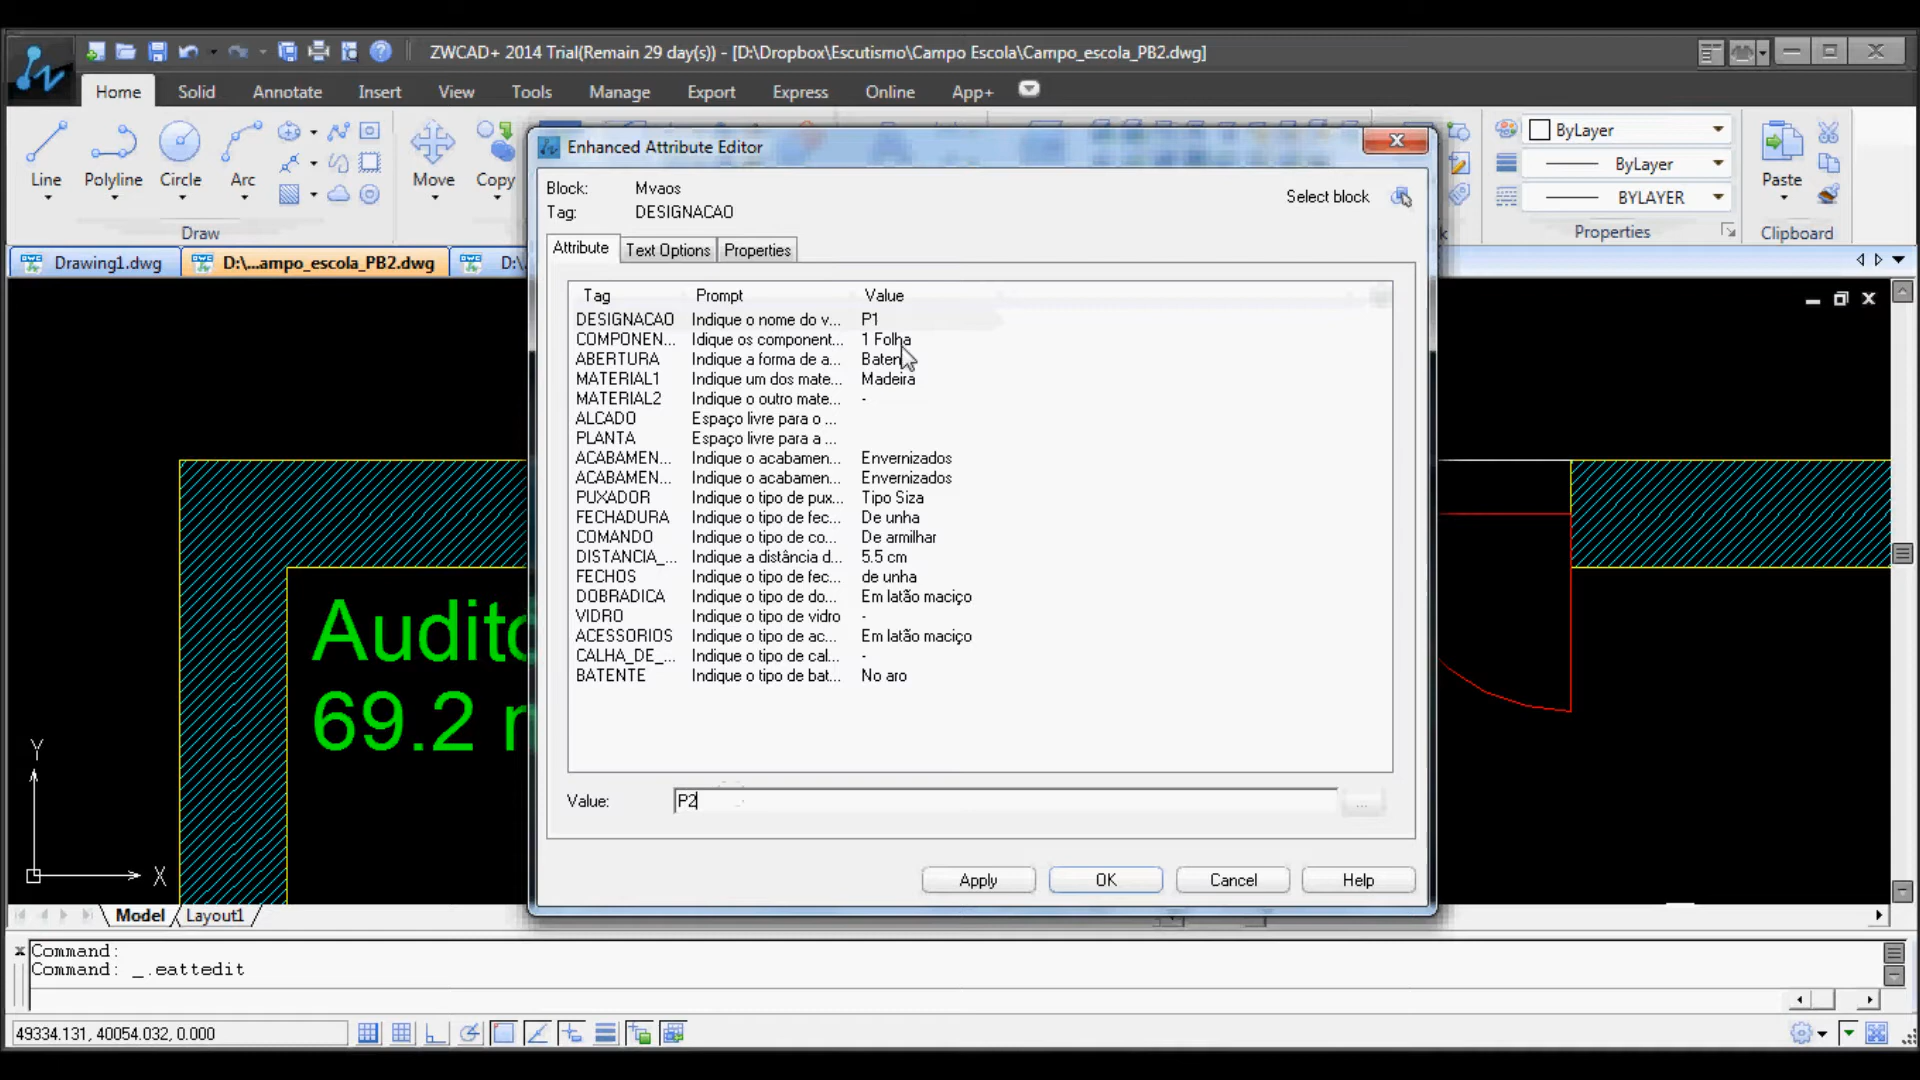 ZWCAD+ 2014 Trial(Remain 29 day(s)) - [D:\Dropbox\Escutismo\Campo Escola\Campo_escola_PB2.dwg]
Home Solid Annotate Insert View Tools Manage Export Express Online App+
Line Polyline Circle Arc Move Copy
Draw
ByLayer
ByLayer
BYLAYER
Properties
Paste
Clipboard
Drawing1.dwg D:\...ampo_escola_PB2.dwg D:\
Enhanced Attribute Editor
Block: Mvaos
Tag: DESIGNACAO
Select block
Attribute Text Options Properties
Tag Prompt Value
DESIGNACAO Indique o nome do v... P1
COMPONEN... Idique os component... 1 Folha
ABERTURA Indique a forma de a... Baten
MATERIAL1 Indique um dos mate... Madeira
MATERIAL2 Indique o outro mate... -
ALCADO Espaço livre para o ...
PLANTA Espaço livre para a ...
ACABAMEN... Indique o acabamen... Envernizados
ACABAMEN... Indique o acabamen... Envernizados
PUXADOR Indique o tipo de pux... Tipo Siza
FECHADURA Indique o tipo de fec... De unha
COMANDO Indique o tipo de co... De armilhar
DISTANCIA_... Indique a distância d... 5.5 cm
FECHOS Indique o tipo de fec... de unha
DOBRADICA Indique o tipo de do... Em latão maciço
VIDRO Indique o tipo de vidro -
ACESSORIOS Indique o tipo de ac... Em latão maciço
CALHA_DE_... Indique o tipo de cal... -
BATENTE Indique o tipo de bat... No aro
Value: P2 ...
Apply OK Cancel Help
Audito
69.2
Y
X
Model Layout1
Command:
Command: _.eattedit
49334.131, 40054.032, 0.000